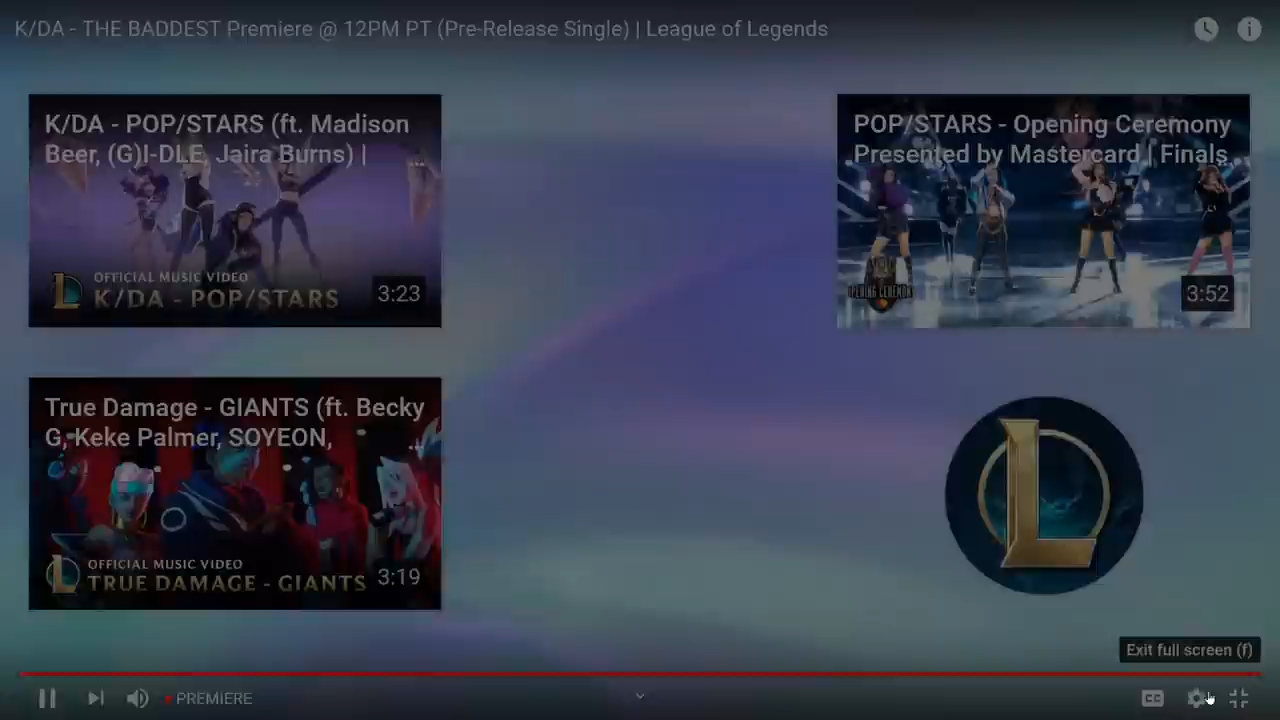 K/DA - THE BADDEST Premiere @ 12PM PT (Pre-Release Single) | League of Legends
K/DA - POP/STARS (ft. Madison
Beer, (G)I-DLE, Jaira Burns) |
OFFICIAL MUSIC VIDEO
K/DA - POP/STARS
3:23
POP/STARS - Opening Ceremony
Presented by Mastercard | Finals
OPENING CEREMONY
3:52
True Damage - GIANTS (ft. Becky
G, Keke Palmer, SOYEON, ...
OFFICIAL MUSIC VIDEO
TRUE DAMAGE - GIANTS
3:19
Exit full screen (f)
PREMIERE
CC